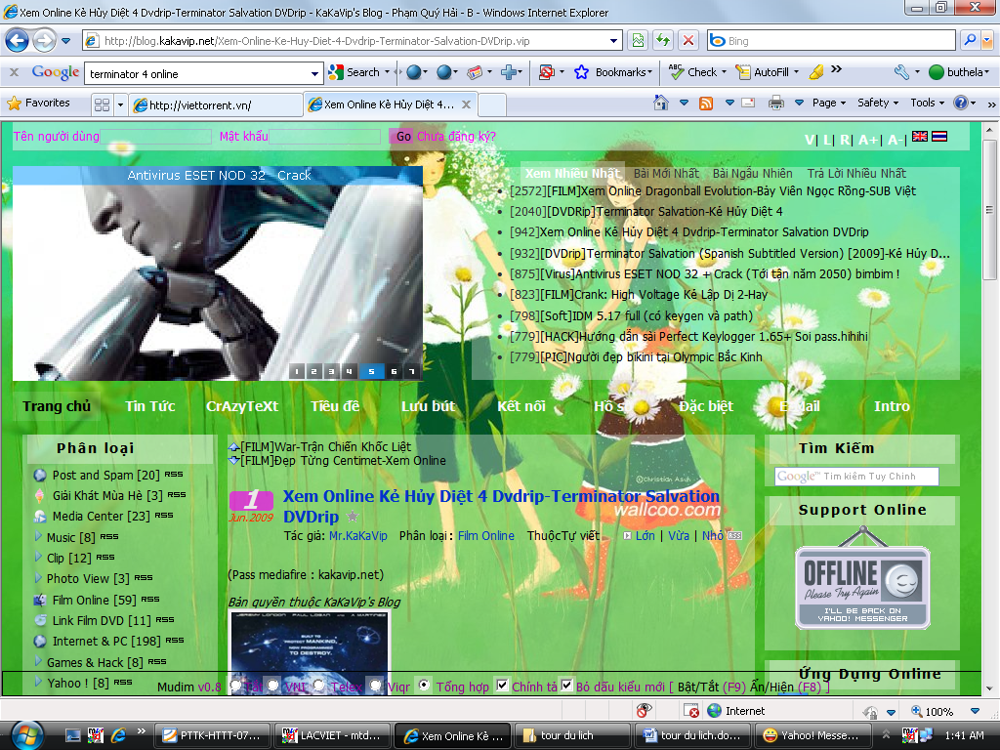 Xem Online Kẻ Hủy Diệt 4 Dvdrip-Terminator Salvation DVDrip - KaKaVip's Blog - Phạm Quý Hải - B - Windows Internet Explorer
http://blog.kakavip.net/Xem-Online-Ke-Huy-Diet-4-Dvdrip-Terminator-Salvation-DVDrip.vip
Bing
x Google terminator 4 online Search Bookmarks ABC Check AutoFill buthela
Favorites http://viettorrent.vn/ Xem Online Kẻ Hủy Diệt 4... Page Safety Tools
Tên người dùng Mật khẩu Go Chưa đăng ký? V| L| R| A+| A-|
Antivirus ESET NOD 32 - Crack
1 2 3 4 5 6 7
Xem Nhiều Nhất Bài Mới Nhất Bài Ngẫu Nhiên Trả Lời Nhiều Nhất
[2572][FILM]Xem Online Dragonball Evolution-Bảy Viên Ngọc Rồng-SUB Việt
[2040][DVDRip]Terminator Salvation-Kẻ Hủy Diệt 4
[942]Xem Online Kẻ Hủy Diệt 4 Dvdrip-Terminator Salvation DVDrip
[932][DVDrip]Terminator Salvation (Spanish Subtitled Version) [2009]-Kẻ Hủy D...
[875][Virus]Antivirus ESET NOD 32 + Crack (Tới tận năm 2050) bimbim !
[823][FILM]Crank: High Voltage Kẻ Lập Dị 2-Hay
[798][Soft]IDM 5.17 full (có keygen và path)
[779][HACK]Hướng dẫn sài Perfect Keylogger 1.65+ Soi pass.hihihi
[779][PIC]Người đẹp bikini tại Olympic Bắc Kinh
Trang chủ Tin Tức CrAzyTeXt Tiêu đề Lưu bút Kết nối Hồ s Đặc biệt E-Mail Intro
Phân loại
Post and Spam [20] RSS
Giải Khát Mùa Hè [3] RSS
Media Center [23] RSS
Music [8] RSS
Clip [12] RSS
Photo View [3] RSS
Film Online [59] RSS
Link Film DVD [11] RSS
Internet & PC [198] RSS
Games & Hack [8] RSS
Yahoo ! [8] RSS
[FILM]War-Trận Chiến Khốc Liệt
[FILM]Đẹp Từng Centimet-Xem Online
1
Jun.2009
Xem Online Kẻ Hủy Diệt 4 Dvdrip-Terminator Salvation
DVDrip
Tác giả: Mr.KaKaVip Phân loại: Film Online ThuộcTự viết Lớn | Vừa | Nhỏ RSS
(Pass mediafire : kakavip.net)
Bản quyền thuộc KaKaVip's Blog
JEREMY LONDON PAUL LOGAN A MARTINEZ
BUILT TO
PROTECT MANKIND,
NOW PROGRAMMED
TO DESTROY.
©Christian Asuh
wallcoo.com
Tìm Kiếm
Google Tìm kiếm Tuỳ Chỉnh
Support Online
OFFLINE
Please Try Again
I'LL BE BACK ON
YAHOO! MESSENGER
Ứng Dụng Online
Mudim v0.8 Tắt VNI Telex Viqr Tổng hợp Chính tả Bỏ dấu kiểu mới [ Bật/Tắt (F9) Ẩn/Hiện (F8) ]
Internet 100%
PTTK-HTTT-07... LACVIET - mtd... Xem Online Kẻ ... tour du lich tour du lich.do... Yahoo! Messe... 1:41 AM